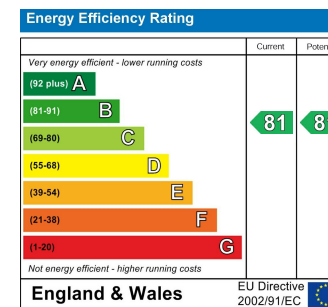 Energy Efficiency Rating
Current
Very energy efficient - lower running costs
(92 plus) A
(81-91) B
(69-80) C
(55-68) D
(39-54) E
(21-38) F
(1-20) G
81
Not energy efficient - higher running costs
England & Wales
EU Directive
2002/91/EC